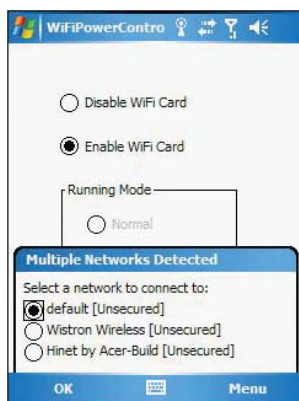 WiFiPowerContro
Disable WiFi Card
Enable WiFi Card
Running Mode
Normal
Multiple Networks Detected
Select a network to connect to:
default [Unsecured]
Wistron Wireless [Unsecured]
Hinet by Acer-Build [Unsecured]
OK
Menu